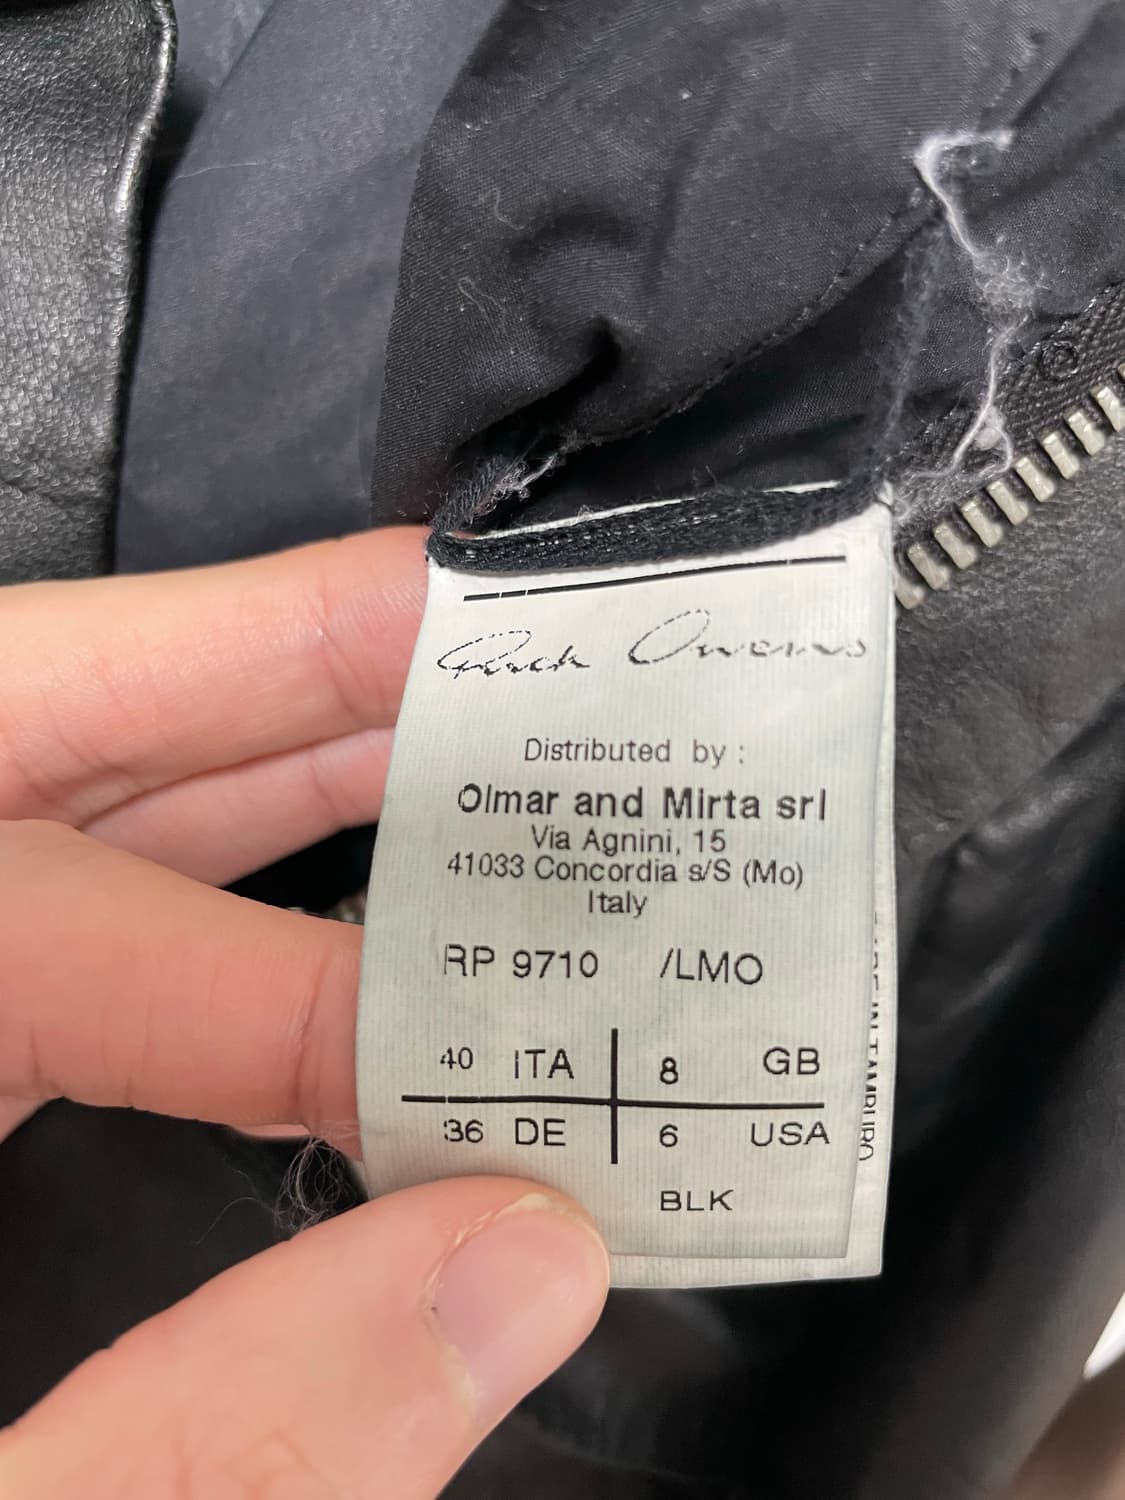 Rick Owens
Distributed by :
Olmar and Mirta srl
Via Agnini, 15
41033 Concordia s/S (Mo)
Italy
RP 9710 /LMO
40 ITA 8 GB
36 DE 6 USA
BLK
TAMBURO